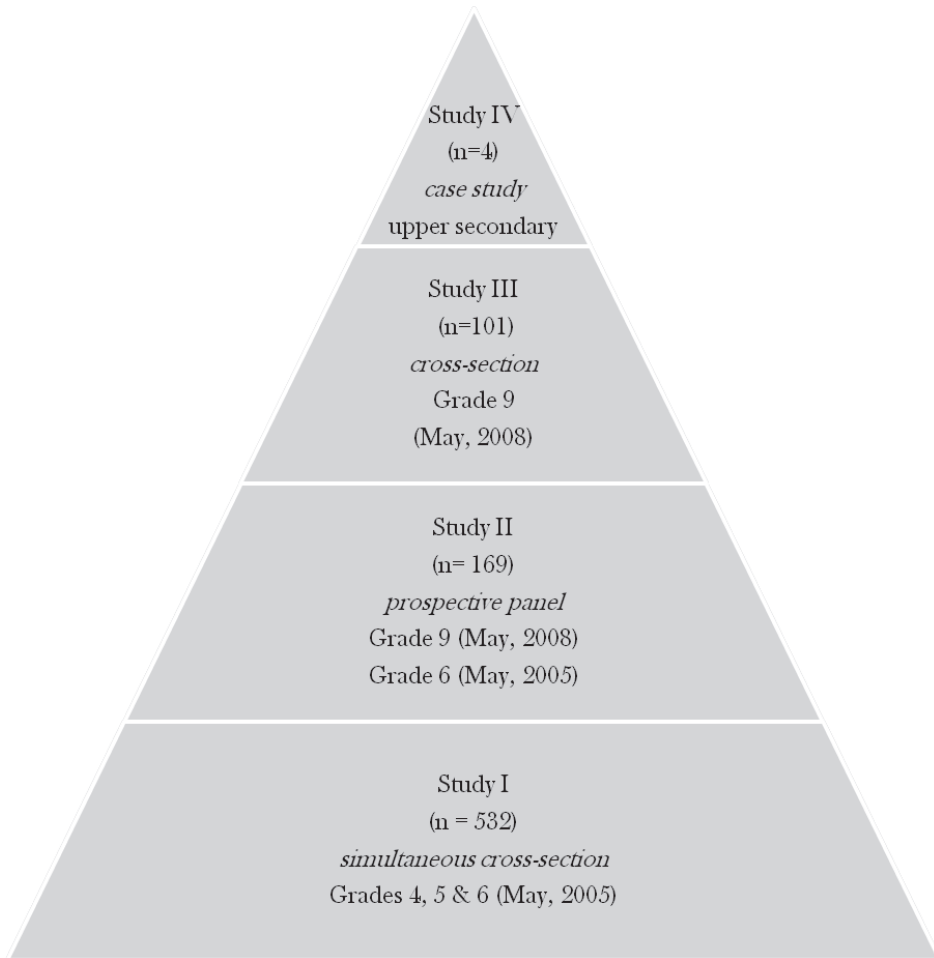 Study IV
(n=4)
case study
upper secondary
Study III
(n=101)
cross-section
Grade 9
(May, 2008)
Study II
(n= 169)
prospective panel
Grade 9 (May, 2008)
Grade 6 (May, 2005)
Study I
(n = 532)
simultaneous cross-section
Grades 4, 5 & 6 (May, 2005)